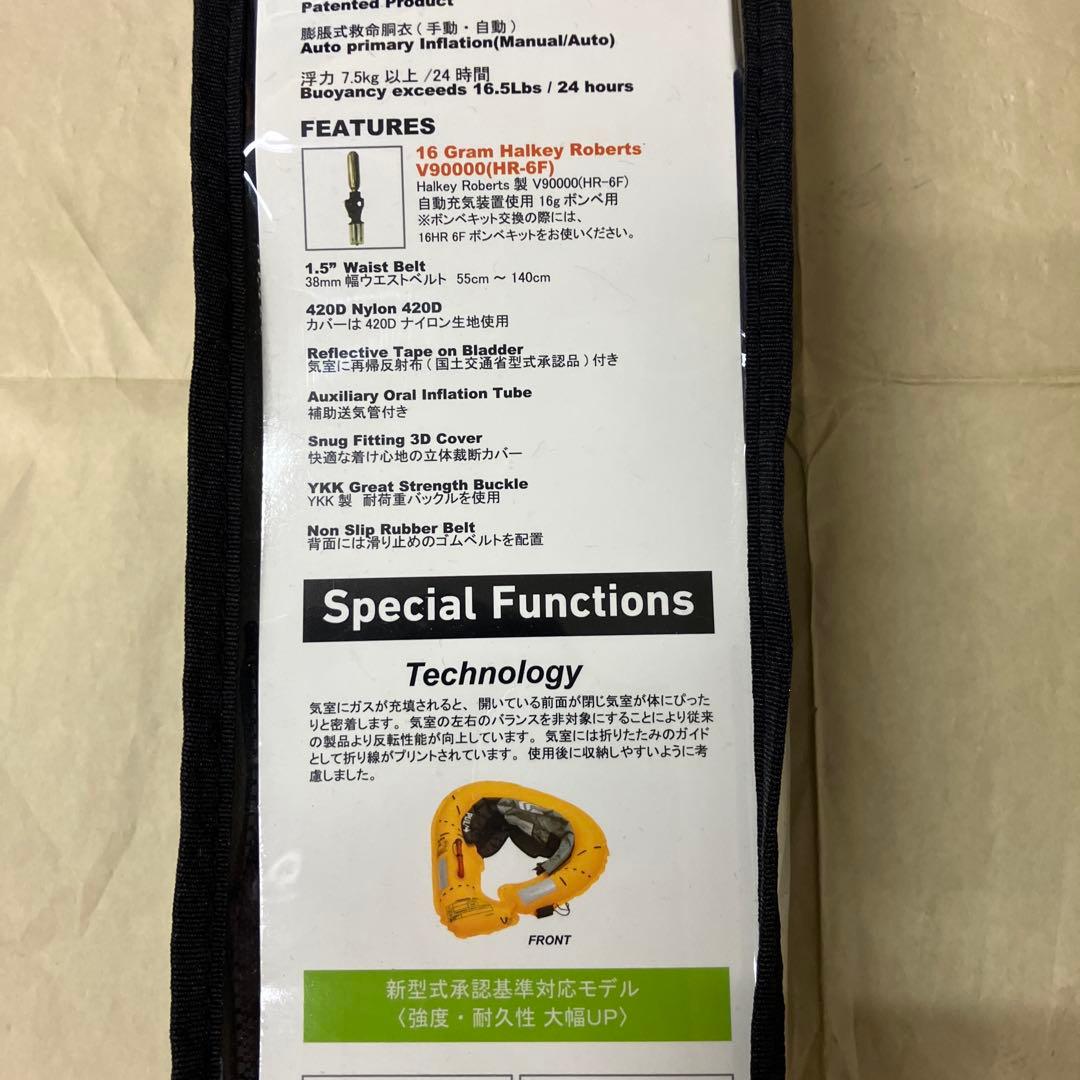 Patented Product
膨脹式救命胴衣（手動・自動）
Auto primary Inflation(Manual/Auto)
浮力 7.5kg 以上 /24 時間
Buoyancy exceeds 16.5Lbs / 24 hours
FEATURES
16 Gram Halkey Roberts
V90000(HR-6F)
Halkey Roberts 製 V90000(HR-6F)
自動充気装置使用 16g ボンベ用
※ボンベキット交換の際には、
16HR 6F ボンベキットをお使いください。
1.5" Waist Belt
38mm 幅ウエストベルト 55cm ～ 140cm
420D Nylon 420D
カバーは 420D ナイロン生地使用
Reflective Tape on Bladder
気室に再帰反射布（国土交通省型式承認品）付き
Auxiliary Oral Inflation Tube
補助送気管付き
Snug Fitting 3D Cover
快適な着け心地の立体裁断カバー
YKK Great Strength Buckle
YKK 製 耐荷重バックルを使用
Non Slip Rubber Belt
背面には滑り止めのゴムベルトを配置
Special Functions
Technology
気室にガスが充填されると、開いている前面が閉じ気室が体にぴった
りと密着します。気室の左右のバランスを非対象にすることにより従来
の製品より反転性能が向上しています。気室には折りたたみのガイド
として折り線がプリントされています。使用後に収納しやすいように考
慮しました。
FRONT
新型式承認基準対応モデル
〈強度・耐久性 大幅UP〉